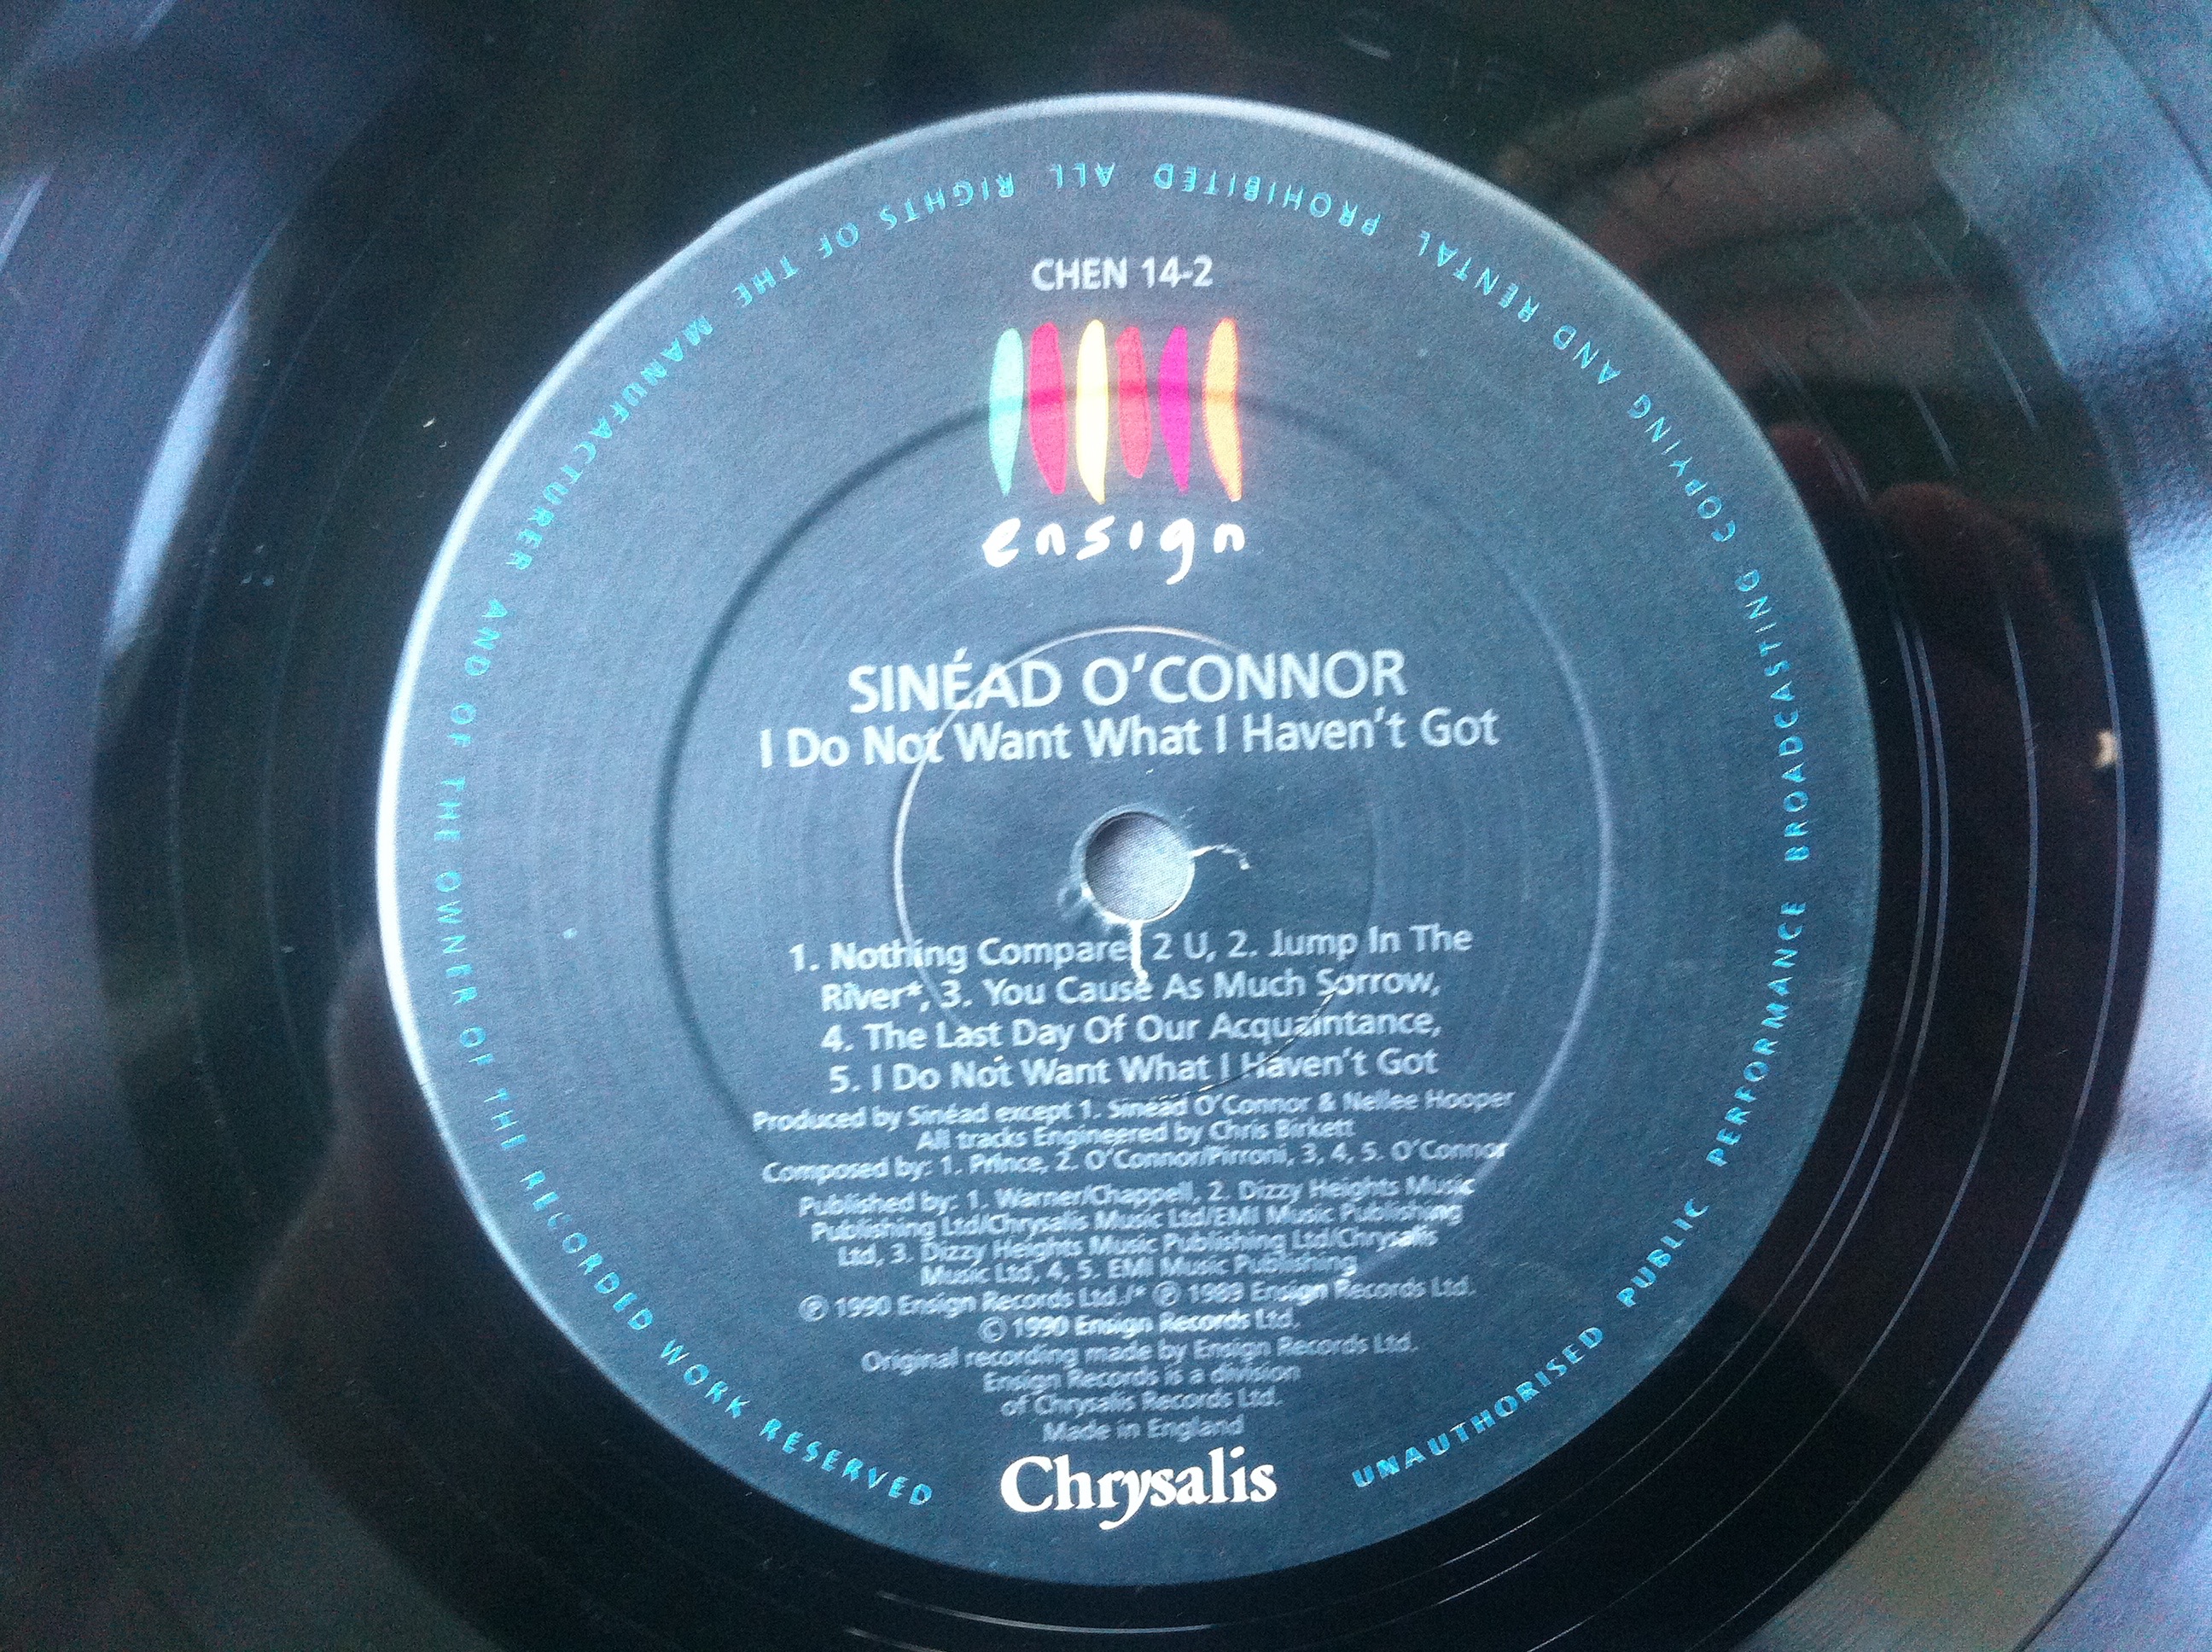 CHEN 14-2
ensign
SINÉAD O'CONNOR
I Do Not Want What I Haven't Got
1. Nothing Compare 2 U, 2. Jump In The
River*, 3. You Cause As Much Sorrow,
4. The Last Day Of Our Acquaintance,
5. I Do Not Want What I Haven't Got
Produced by Sinéad except 1. Sinéad O'Connor & Nellee Hooper
All tracks Engineered by Chris Birkett
Composed by: 1. Prince, 2. O'Connor/Pirroni, 3, 4, 5. O'Connor
Published by: 1. Warner/Chappell, 2. Dizzy Heights Music
Publishing Ltd/Chrysalis Music Ltd/EMI Music Publishing
Ltd, 3. Dizzy Heights Music Publishing Ltd/Chrysalis
Music Ltd, 4, 5. EMI Music Publishing
℗ 1990 Ensign Records Ltd./* ℗ 1989 Ensign Records Ltd.
© 1990 Ensign Records Ltd.
Original recording made by Ensign Records Ltd.
Ensign Records is a division
of Chrysalis Records Ltd.
Made in England
Chrysalis
UNAUTHORISED PUBLIC PERFORMANCE BROADCASTING COPYING AND RENTAL PROHIBITED ALL RIGHTS OF THE MANUFACTURER AND OF THE OWNER OF THE RECORDED WORK RESERVED